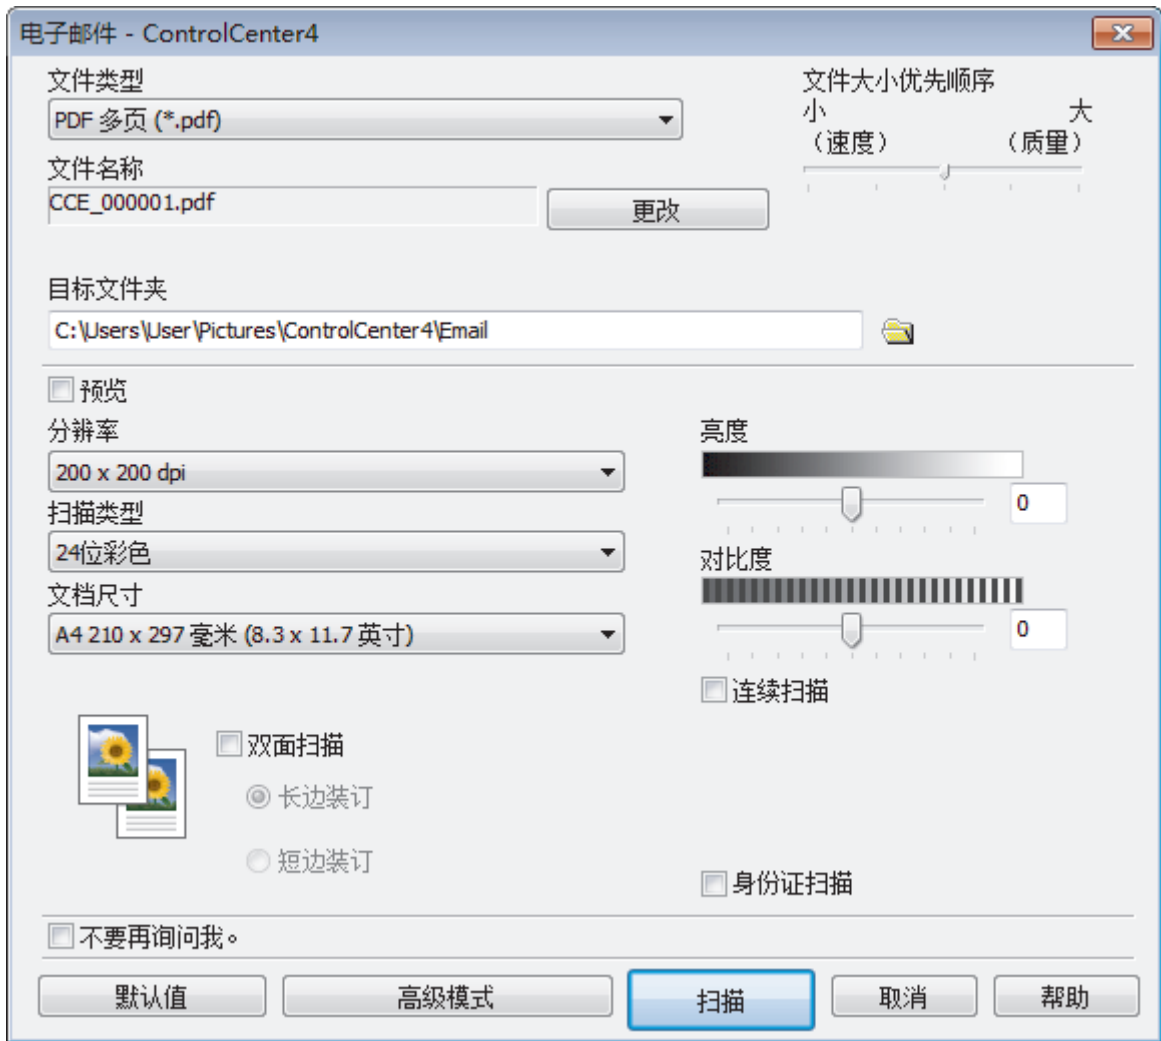 电子邮件 - ControlCenter4
文件类型
PDF 多页 (*.pdf)
文件大小优先顺序
小 大
（速度） （质量）
文件名称
CCE_000001.pdf
更改
目标文件夹
C:\Users\User\Pictures\ControlCenter4\Email
预览
分辨率
200 x 200 dpi
扫描类型
24位彩色
文档尺寸
A4 210 x 297 毫米 (8.3 x 11.7 英寸)
亮度
0
对比度
0
连续扫描
双面扫描
长边装订
短边装订
身份证扫描
不要再询问我。
默认值 高级模式 扫描 取消 帮助